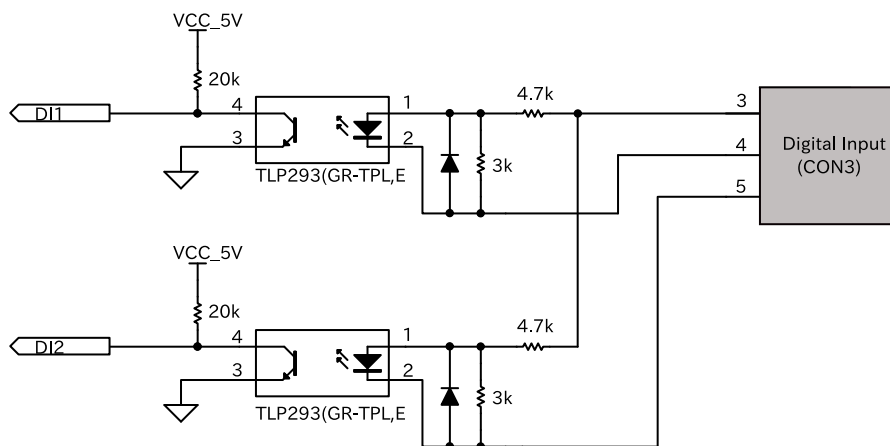 VCC_5V
20k
DI1
4
3
1
2
4.7k
3k
TLP293(GR-TPL,E
3
4
5
Digital Input
(CON3)
VCC_5V
20k
DI2
4
3
1
2
4.7k
3k
TLP293(GR-TPL,E